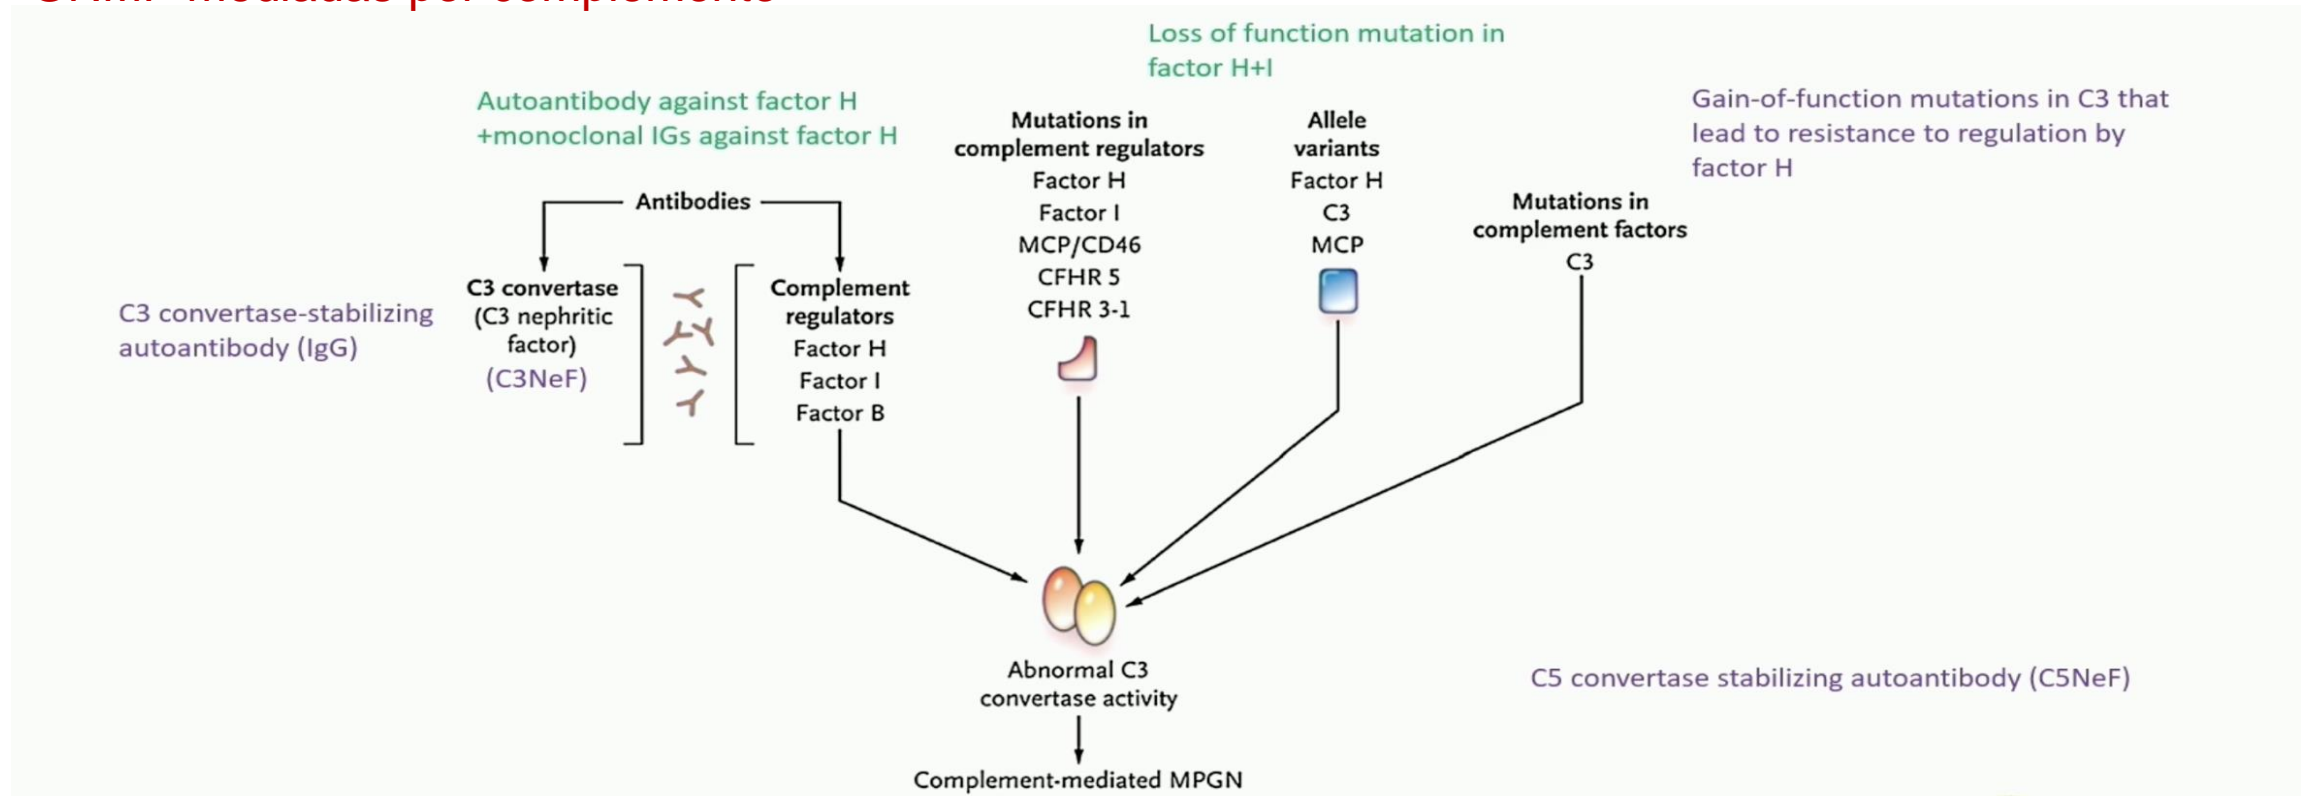 mediadas por complemento
Loss of function mutation in
factor H+I
Autoantibody against factor H
+monoclonal IGs against factor H
Gain-of-function mutations in C3 that
lead to resistance to regulation by
factor H
Antibodies
C3 convertase
(C3 nephritic
factor)
(C3NeF)
C3 convertase-stabilizing
autoantibody (IgG)
Complement
regulators
Factor H
Factor I
Factor B
Mutations in
complement regulators
Factor H
Factor I
MCP/CD46
CFHR 5
CFHR 3-1
Allele
variants
Factor H
C3
MCP
Mutations in
complement factors
C3
Abnormal C3
convertase activity
C5 convertase stabilizing autoantibody (C5NeF)
Complement-mediated MPGN